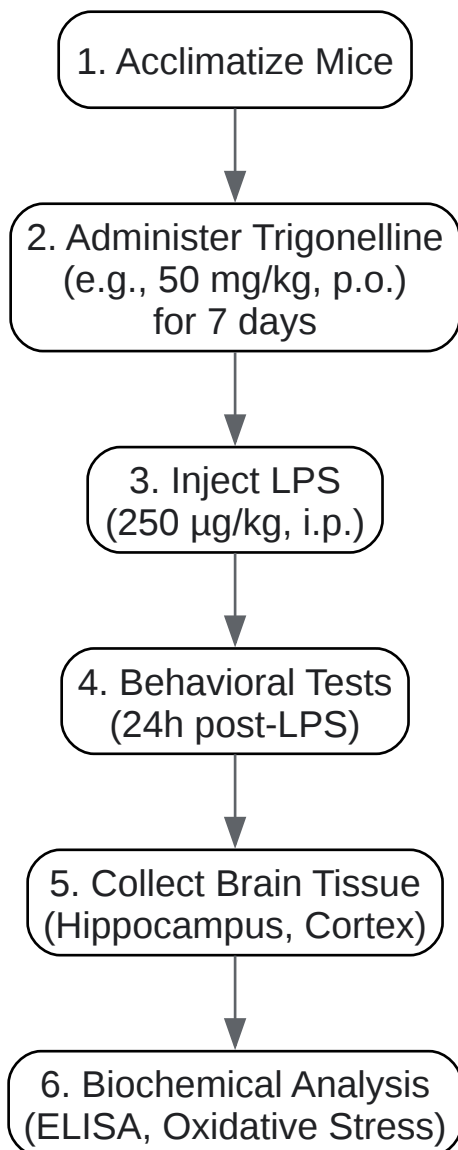 1. Acclimatize Mice
2. Administer Trigonelline
(e.g., 50 mg/kg, p.o.)
for 7 days
3. Inject LPS
(250 µg/kg, i.p.)
4. Behavioral Tests
(24h post-LPS)
5. Collect Brain Tissue
(Hippocampus, Cortex)
6. Biochemical Analysis
(ELISA, Oxidative Stress)